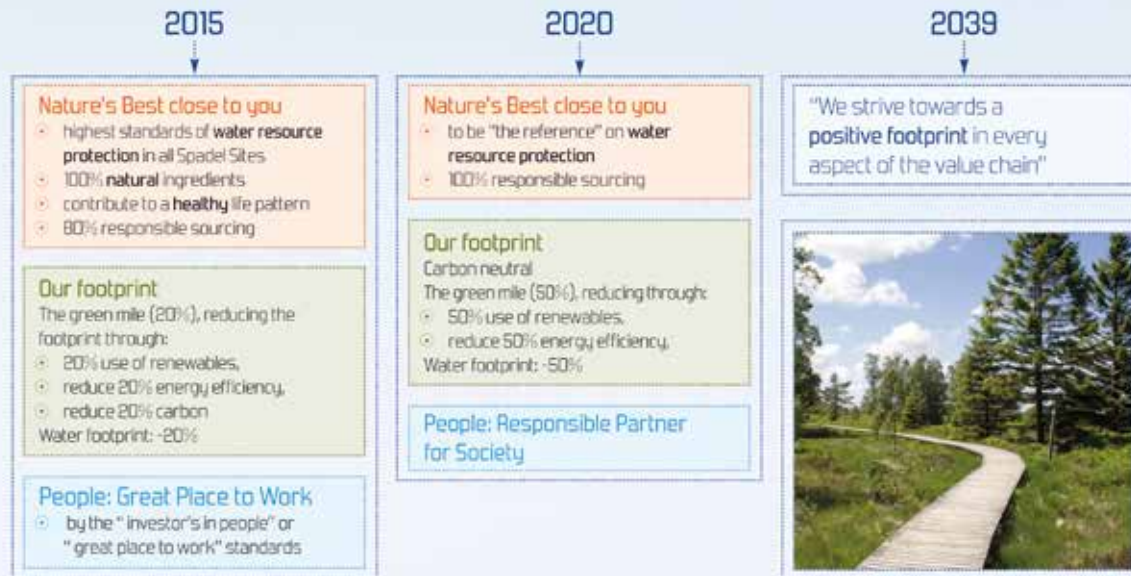 2015
Nature's Best close to you
highest standards of water resource
protection in all Spadel Sites
100% natural ingredients
contribute to a healthy life pattern
80% responsible sourcing
Our footprint
The green mile (20%), reducing the
footprint through:
20% use of renewables,
reduce 20% energy efficiency,
reduce 20% carbon
Water footprint: -20%
People: Great Place to Work
by the " investor's in people" or
" great place to work" standards
2020
Nature's Best close to you
to be "the reference" on water
resource protection
100% responsible sourcing
Our footprint
Carbon neutral
The green mile (50%), reducing through:
50% use of renewables,
reduce 50% energy efficiency,
Water footprint: -50%
People: Responsible Partner
for Society
2039
"We strive towards a
positive footprint in every
aspect of the value chain"